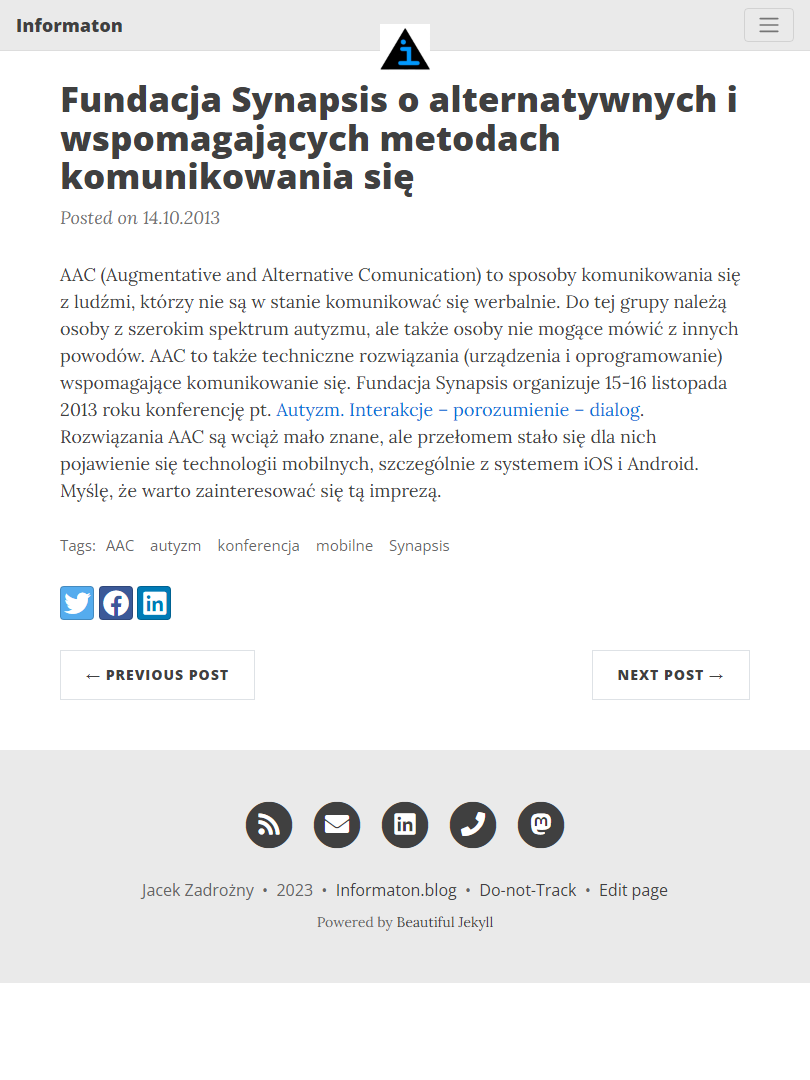 Informaton
Fundacja Synapsis o alternatywnych i
wspomagających metodach
komunikowania się
Posted on 14.10.2013
AAC (Augmentative and Alternative Comunication) to sposoby komunikowania się
z ludźmi, którzy nie są w stanie komunikować się werbalnie. Do tej grupy należą
osoby z szerokim spektrum autyzmu, ale także osoby nie mogące mówić z innych
powodów. AAC to także techniczne rozwiązania (urządzenia i oprogramowanie)
wspomagające komunikowanie się. Fundacja Synapsis organizuje 15-16 listopada
2013 roku konferencję pt. Autyzm. Interakcje – porozumienie – dialog.
Rozwiązania AAC są wciąż mało znane, ale przełomem stało się dla nich
pojawienie się technologii mobilnych, szczególnie z systemem iOS i Android.
Myślę, że warto zainteresować się tą imprezą.
Tags: AAC autyzm konferencja mobilne Synapsis
← PREVIOUS POST
NEXT POST →
Jacek Zadrożny • 2023 • Informaton.blog • Do-not-Track • Edit page
Powered by Beautiful Jekyll